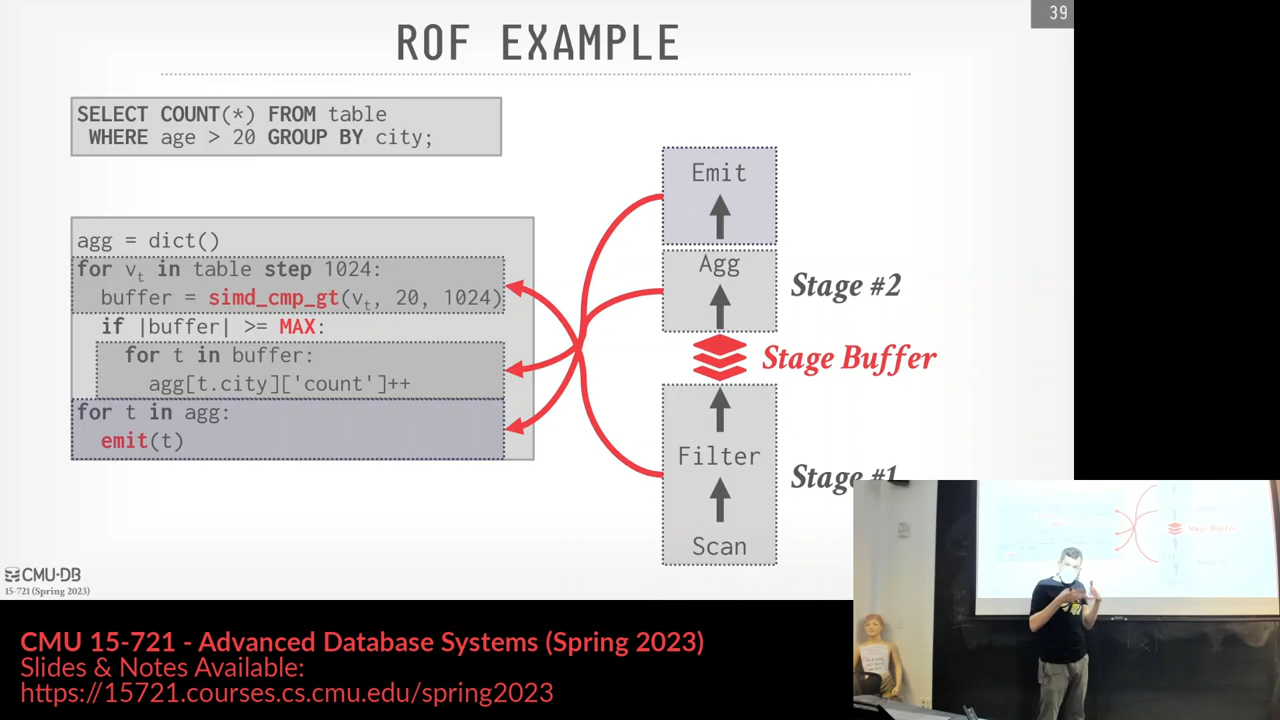 39
ROF EXAMPLE
SELECT COUNT(*) FROM table
WHERE age > 20 GROUP BY city;
agg = dict()
for vt in table step 1024:
buffer = simd_cmp_gt(vt, 20, 1024)
if |buffer| >= MAX:
for t in buffer:
agg[t.city]['count']++
for t in agg:
emit(t)
Emit
Agg
Stage #2
Stage Buffer
Filter
Stage #1
Scan
CMU·DB
15-721 (Spring 2023)
CMU 15-721 - Advanced Database Systems (Spring 2023)
Slides & Notes Available:
https://15721.courses.cs.cmu.edu/spring2023